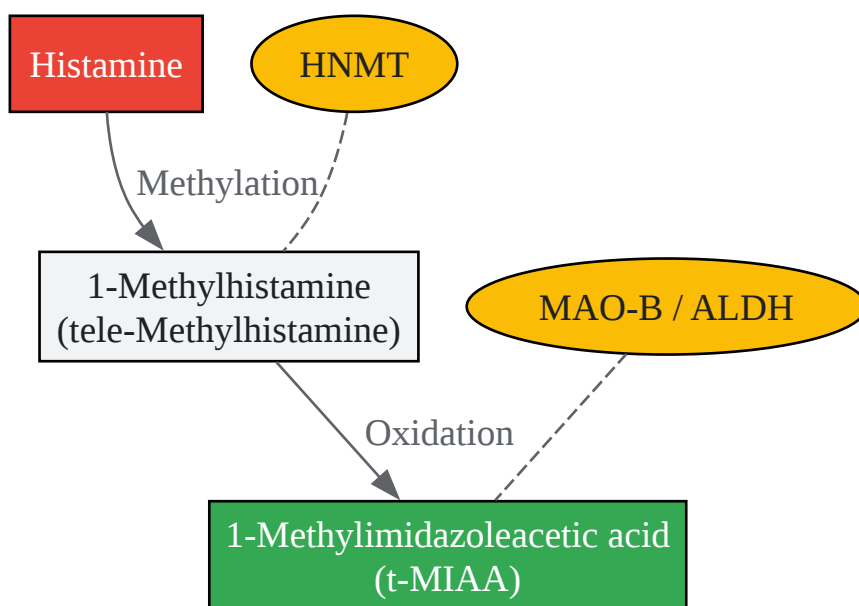 Histamine
HNMT
Methylation
1-Methylhistamine
(tele-Methylhistamine)
MAO-B / ALDH
Oxidation
1-Methylimidazoleacetic acid
(t-MIAA)